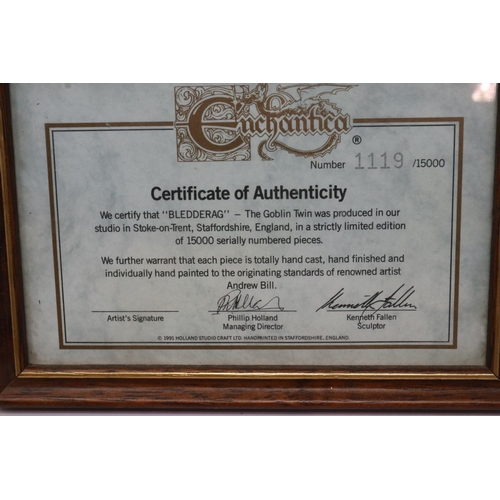 Enchantica ®
Number 1119 /15000
Certificate of Authenticity
We certify that "BLEDDERAG" – The Goblin Twin was produced in our
studio in Stoke-on-Trent, Staffordshire, England, in a strictly limited edition
of 15000 serially numbered pieces.
We further warrant that each piece is totally hand cast, hand finished and
individually hand painted to the originating standards of renowned artist
Andrew Bill.
Kenneth Fallen
Artist's Signature Phillip Holland Kenneth Fallen
Managing Director Sculptor
© 1991 HOLLAND STUDIO CRAFT LTD. HANDPRINTED IN STAFFORDSHIRE, ENGLAND.